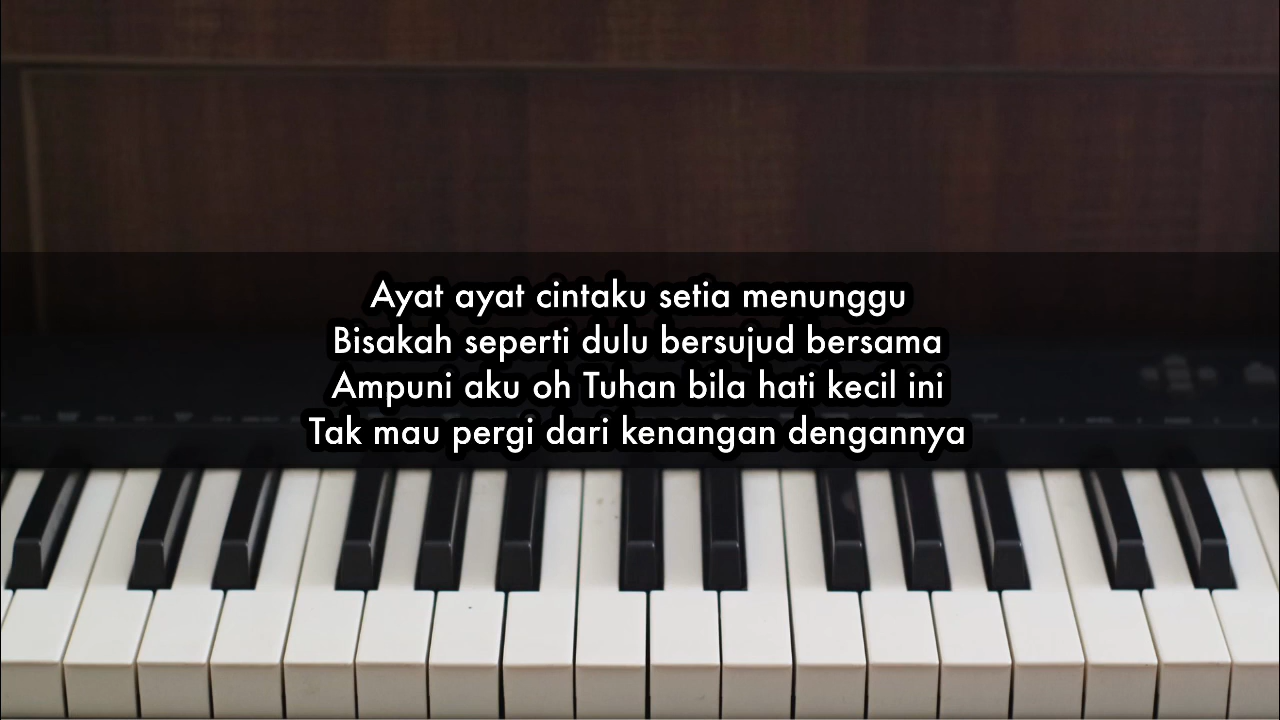 Ayat ayat cintaku setia menunggu
Bisakah seperti dulu bersujud bersama
Ampuni aku oh Tuhan bila hati kecil ini
Tak mau pergi dari kenangan dengannya